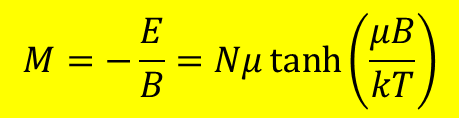 M = − E/B = Nμ tanh(μB/kT)